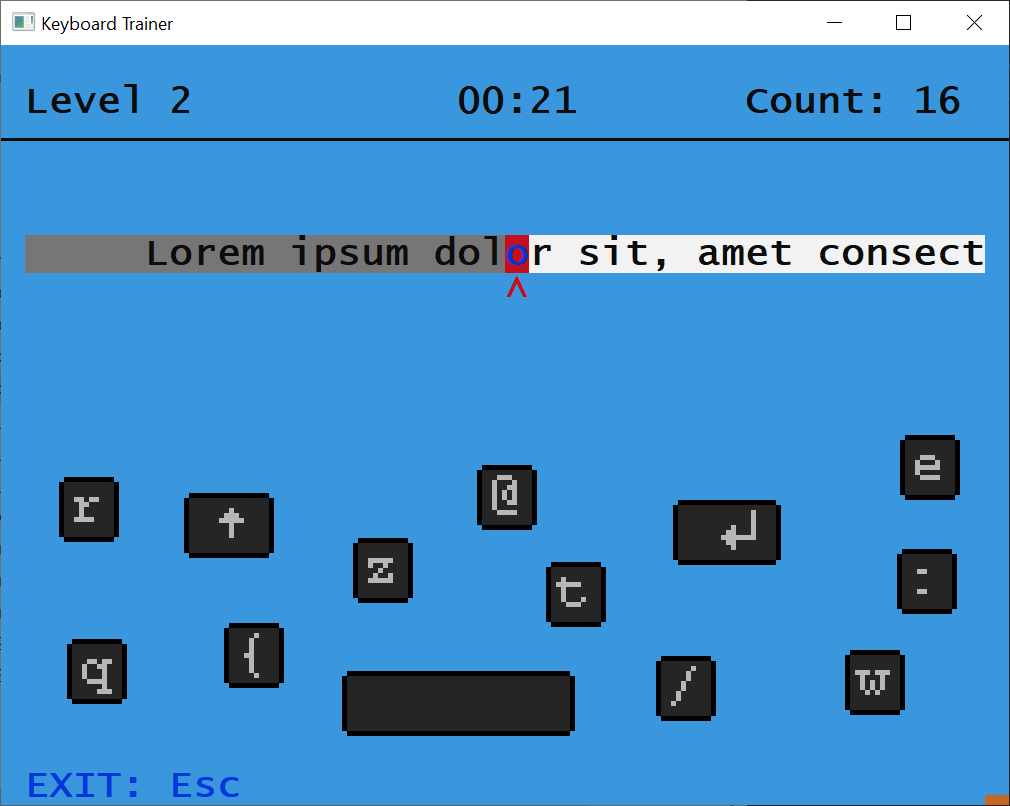 Keyboard Trainer
Level 2 00:21 Count: 16
Lorem ipsum dolor sit, amet consect
^
e
@
r ↑ ↵
z t :
{
q / w
EXIT: Esc